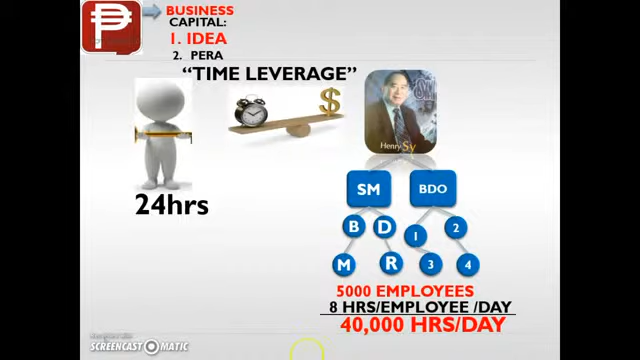 BUSINESS
CAPITAL:
1. IDEA
2. PERA
“TIME LEVERAGE”
$
Henry Sy
24hrs
SM
BDO
B D 1 2
M R 3 4
5000 EMPLOYEES
8 HRS/EMPLOYEE /DAY
40,000 HRS/DAY
SCREENCAST MATIC